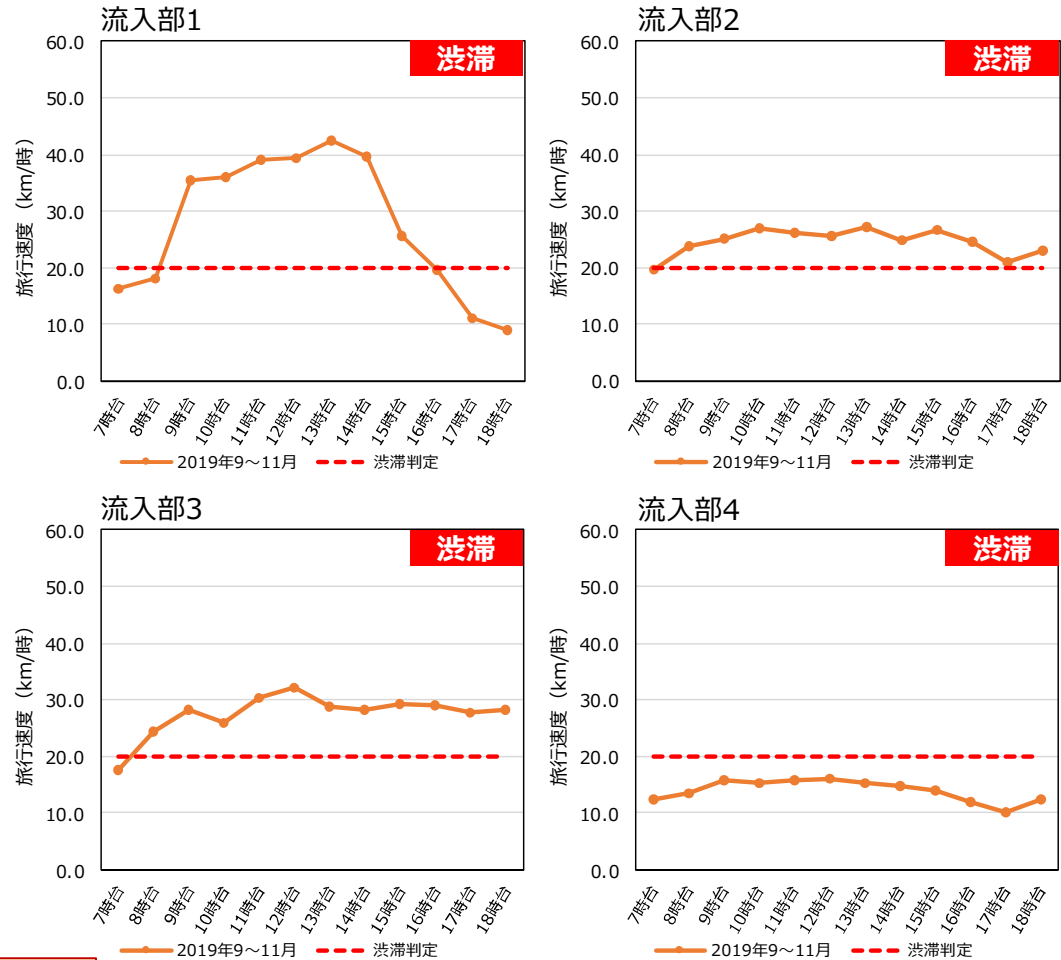 流入部1
渋滞
旅行速度（km/時）
60.0
50.0
40.0
30.0
20.0
10.0
0.0
7時台
8時台
9時台
10時台
11時台
12時台
13時台
14時台
15時台
16時台
17時台
18時台
2019年9～11月 渋滞判定
流入部2
渋滞
旅行速度（km/時）
60.0
50.0
40.0
30.0
20.0
10.0
0.0
7時台
8時台
9時台
10時台
11時台
12時台
13時台
14時台
15時台
16時台
17時台
18時台
2019年9～11月 渋滞判定
流入部3
渋滞
旅行速度（km/時）
60.0
50.0
40.0
30.0
20.0
10.0
0.0
7時台
8時台
9時台
10時台
11時台
12時台
13時台
14時台
15時台
16時台
17時台
18時台
2019年9～11月 渋滞判定
流入部4
渋滞
旅行速度（km/時）
60.0
50.0
40.0
30.0
20.0
10.0
0.0
7時台
8時台
9時台
10時台
11時台
12時台
13時台
14時台
15時台
16時台
17時台
18時台
2019年9～11月 渋滞判定